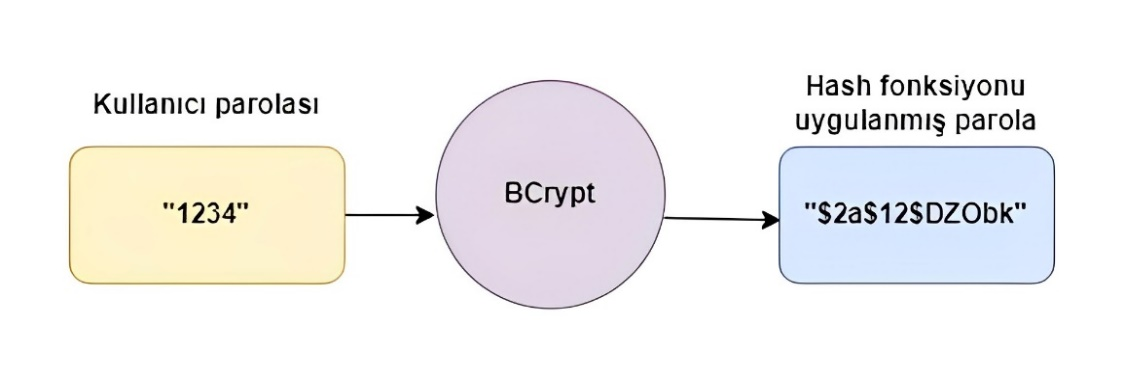 Kullanıcı parolası
"1234"
BCrypt
Hash fonksiyonu
uygulanmış parola
"$2a$12$DZObk"